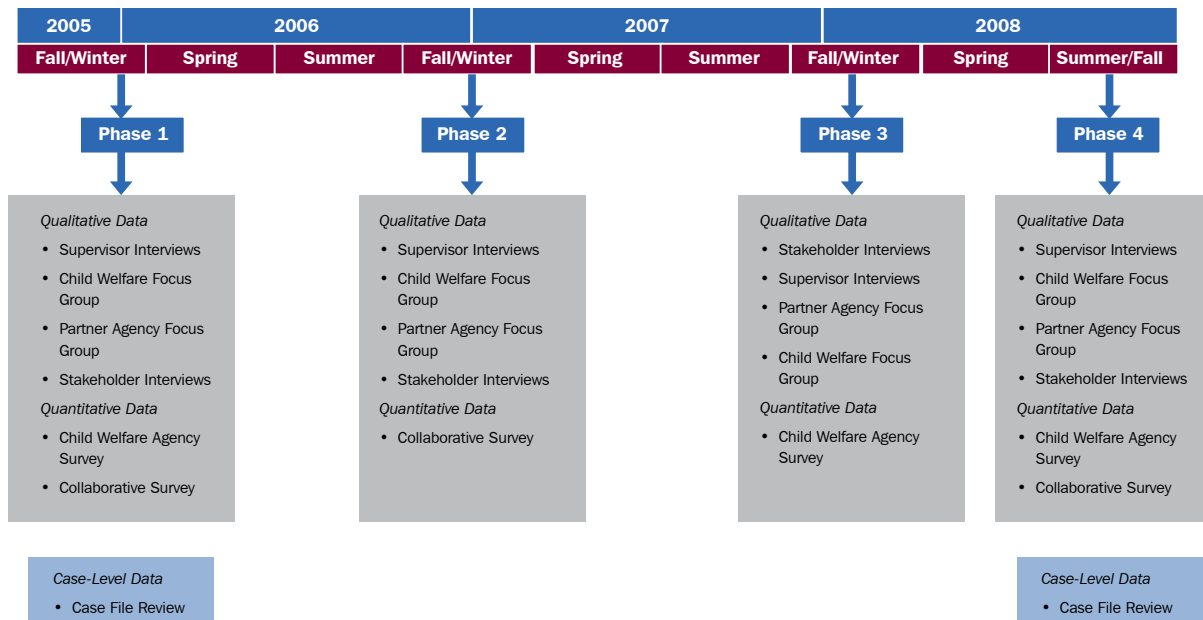 2005 2006 2007 2008
Fall/Winter Spring Summer Fall/Winter Spring Summer Fall/Winter Spring Summer/Fall
Phase 1 Phase 2 Phase 3 Phase 4
Qualitative Data
• Supervisor Interviews
• Child Welfare Focus
Group
• Partner Agency Focus
Group
• Stakeholder Interviews
Quantitative Data
• Child Welfare Agency
Survey
• Collaborative Survey
Qualitative Data
• Supervisor Interviews
• Child Welfare Focus
Group
• Partner Agency Focus
Group
• Stakeholder Interviews
Quantitative Data
• Collaborative Survey
Qualitative Data
• Stakeholder Interviews
• Supervisor Interviews
• Partner Agency Focus
Group
• Child Welfare Focus
Group
Quantitative Data
• Child Welfare Agency
Survey
Qualitative Data
• Supervisor Interviews
• Child Welfare Focus
Group
• Partner Agency Focus
Group
• Stakeholder Interviews
Quantitative Data
• Child Welfare Agency
Survey
• Collaborative Survey
Case-Level Data
• Case File Review
Case-Level Data
• Case File Review